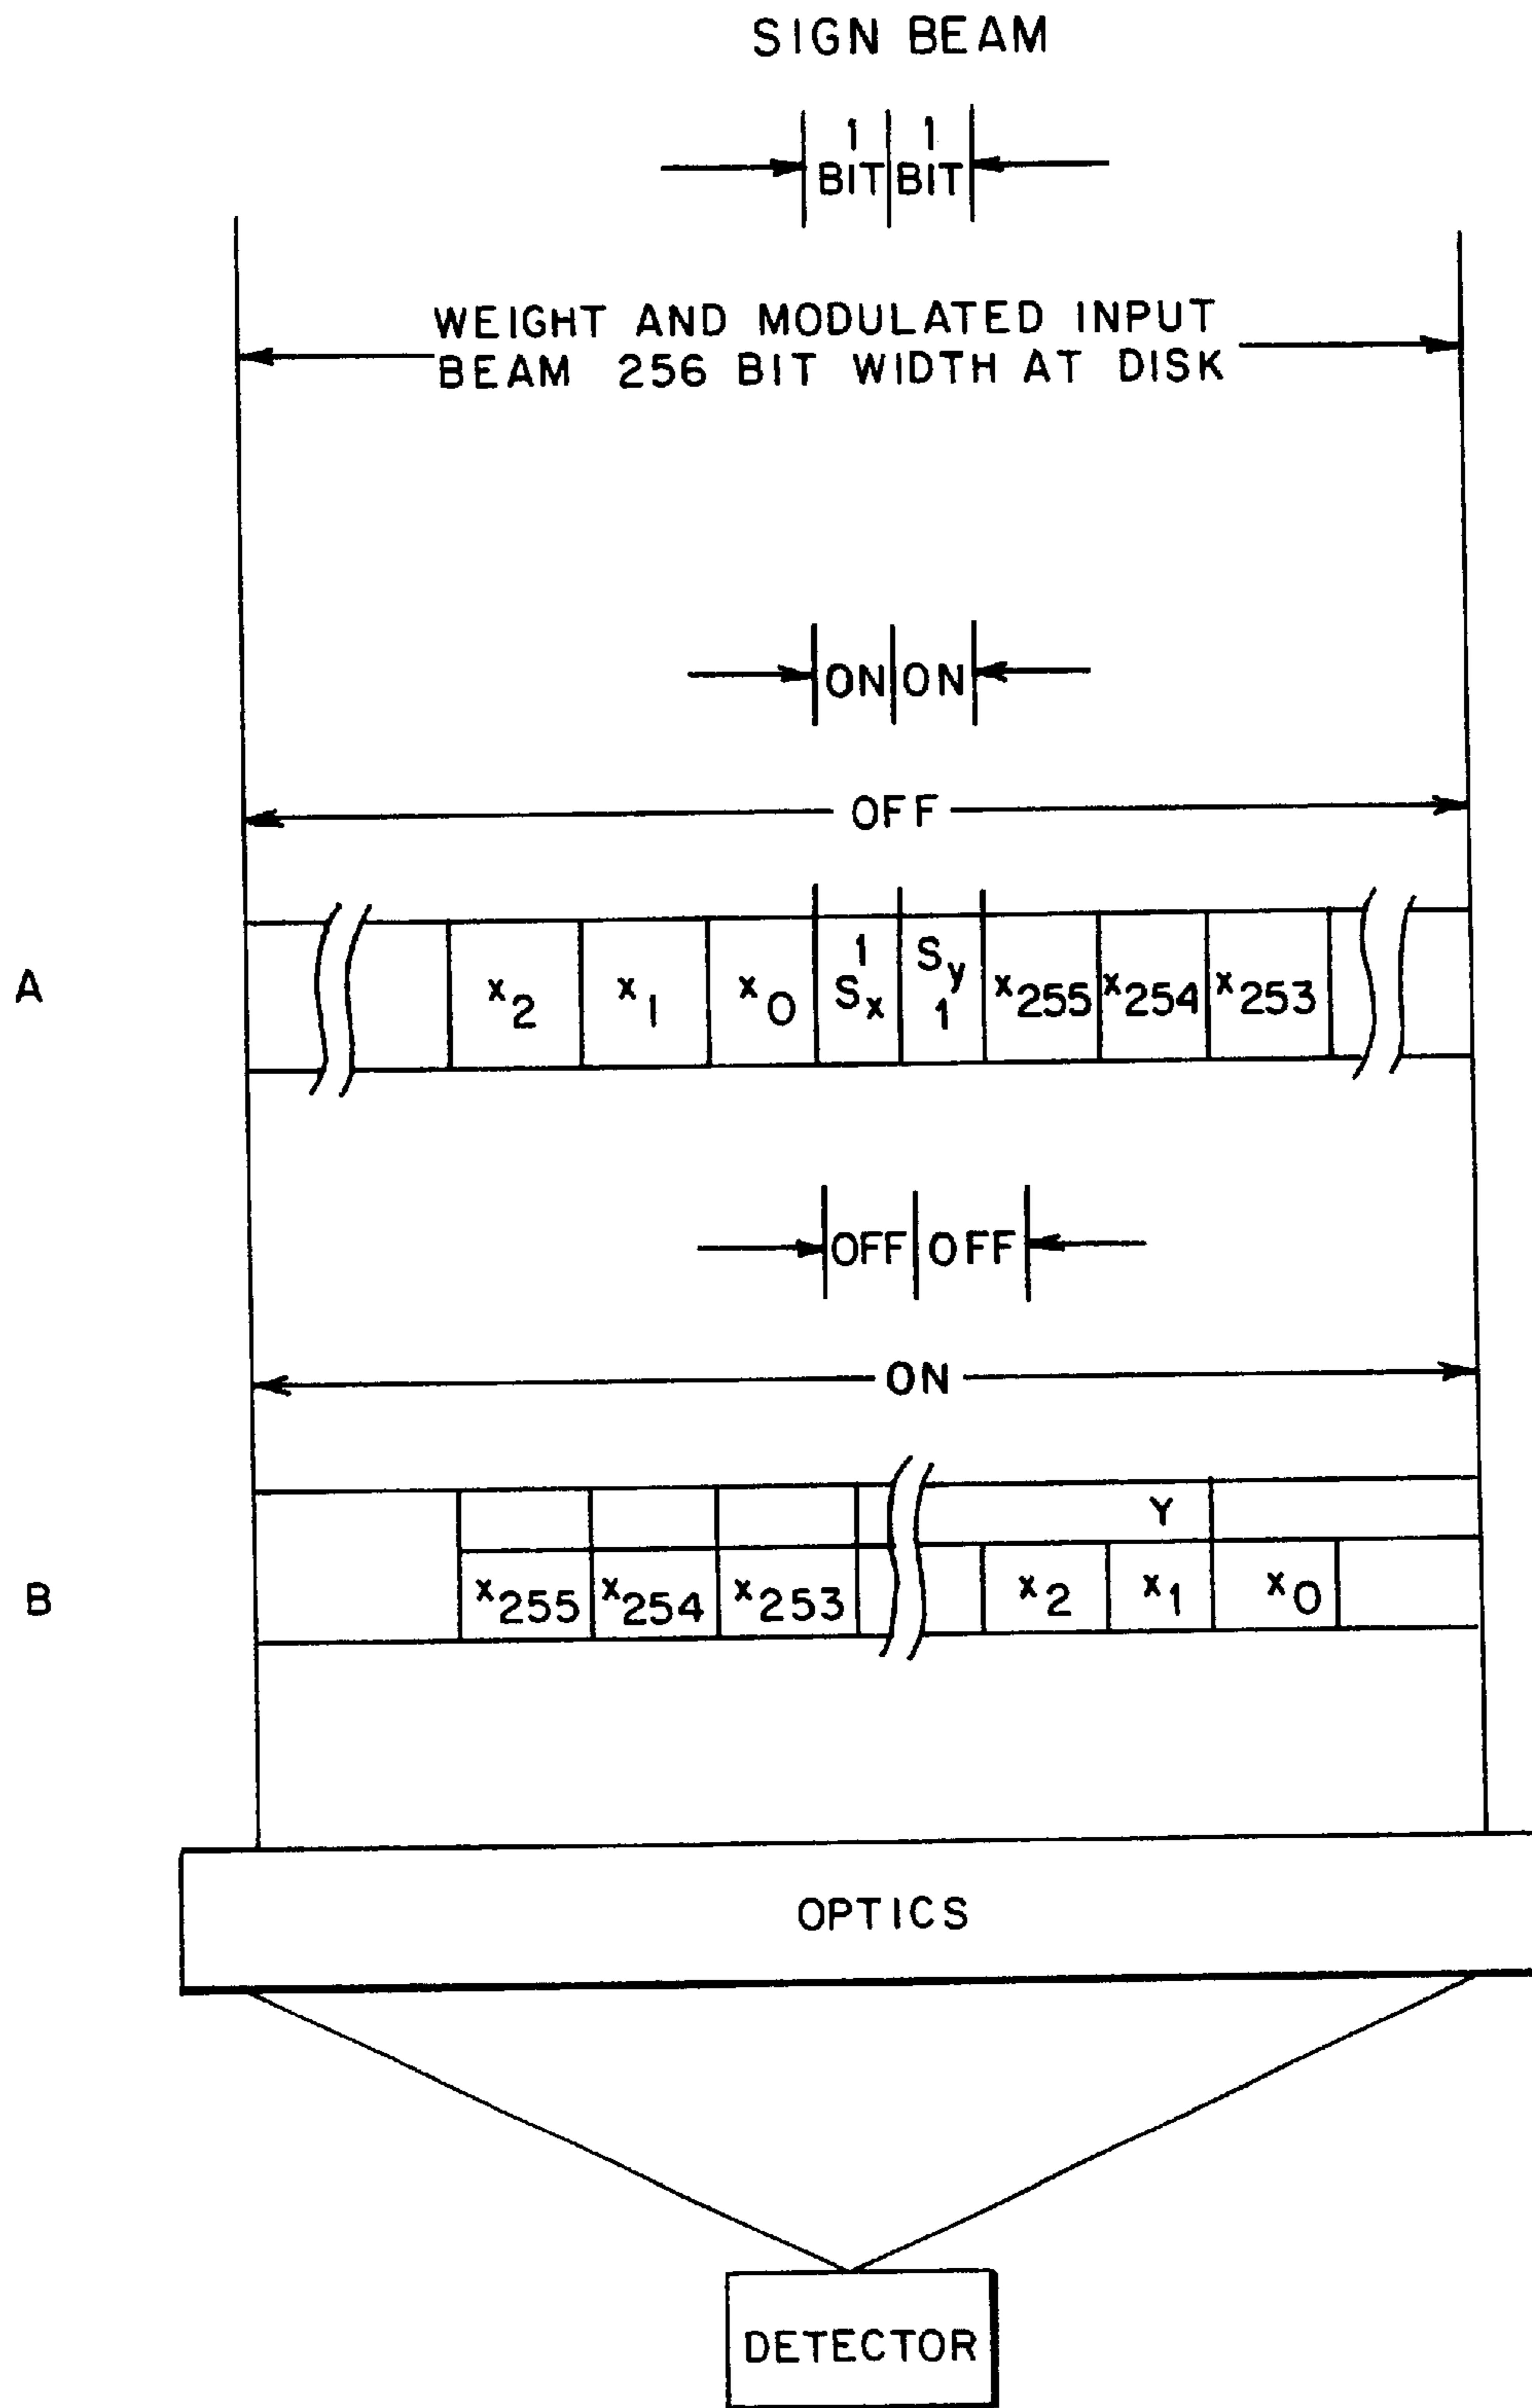 SIGN BEAM
1 1
BIT BIT
WEIGHT AND MODULATED INPUT
BEAM 256 BIT WIDTH AT DISK
ON ON
OFF
A
1 Sy
x2 x1 x0 Sx 1 x255 x254 x253
OFF OFF
ON
Y
B
x255 x254 x253 x2 x1 x0
OPTICS
DETECTOR